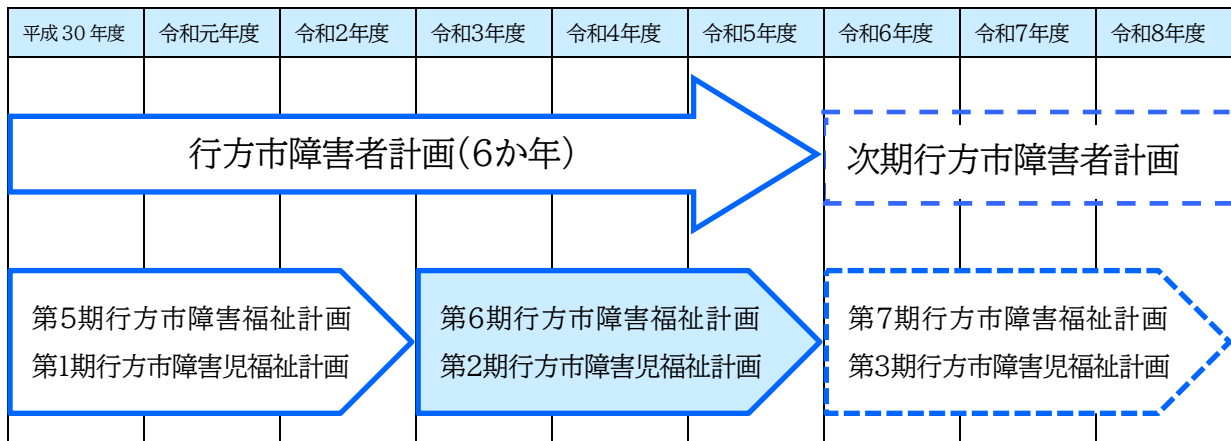 平成30年度 令和元年度 令和2年度 令和3年度 令和4年度 令和5年度 令和6年度 令和7年度 令和8年度
行方市障害者計画(6か年)
次期行方市障害者計画
第5期行方市障害福祉計画
第1期行方市障害児福祉計画
第6期行方市障害福祉計画
第2期行方市障害児福祉計画
第7期行方市障害福祉計画
第3期行方市障害児福祉計画